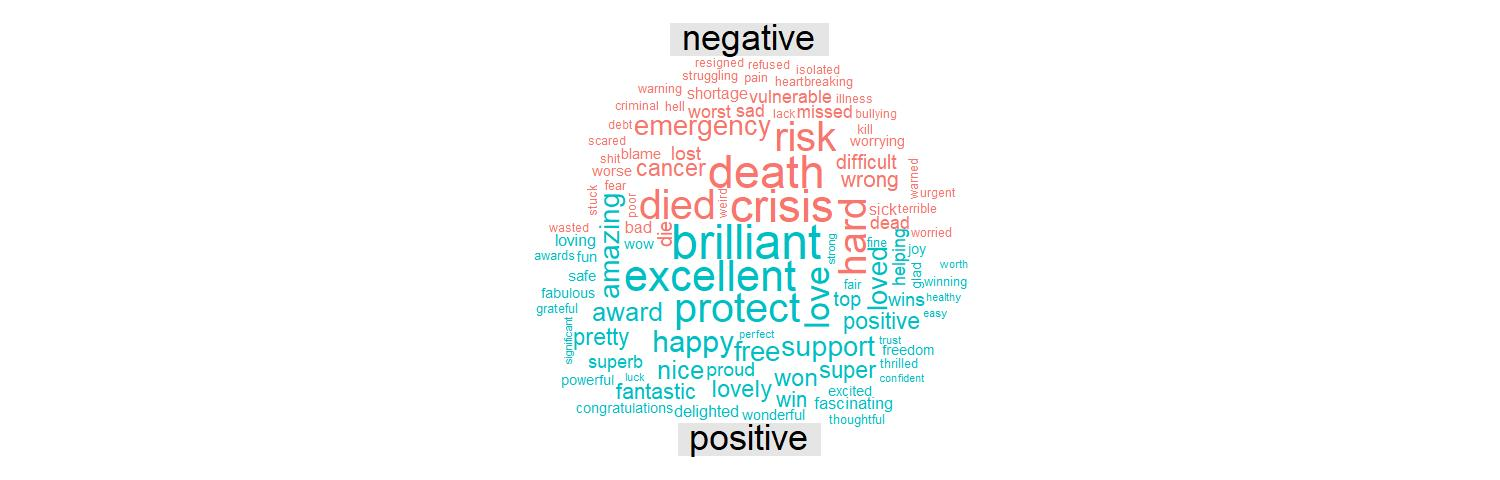 negative
resigned refused isolated
struggling pain heartbreaking
warning shortage vulnerable illness
criminal hell worst sad lack missed bullying
debt emergency risk kill
scared worrying
shit blame lost difficult
worse cancer death wrong warned
stuck fear poor died weird crisis hard urgent
sick terrible
wasted bad die dead worried
loving amazing wow brilliant strong fine helping joy
awards fun loved worth
safe excellent love fair glad winning
fabulous top wins healthy
grateful award protect positive easy
significant pretty happy perfect free support trust freedom
superb nice proud won super thrilled
powerful luck fantastic lovely win excited confident
congratulations delighted wonderful fascinating
thoughtful
positive